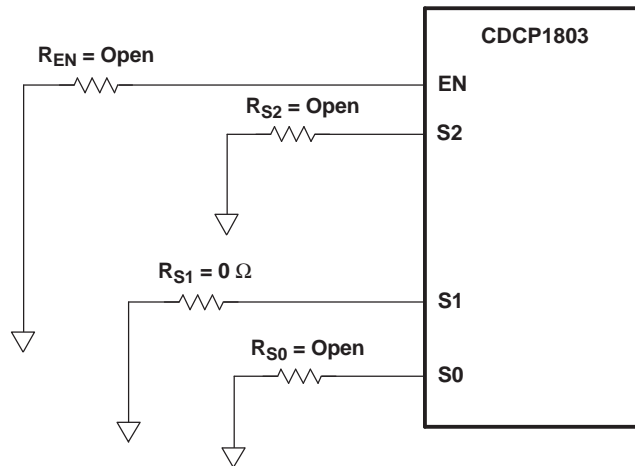 CDCP1803
R_EN = Open
EN
R_S2 = Open
S2
R_S1 = 0 Ω
S1
R_S0 = Open
S0